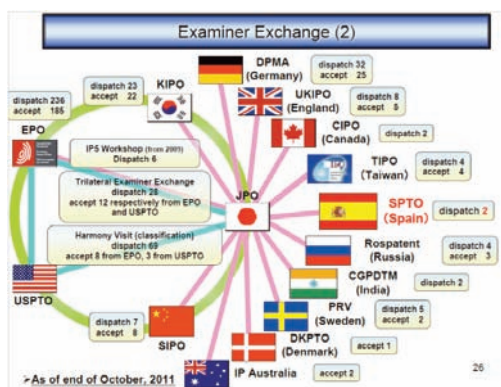 Examiner Exchange (2)
DPMA
(Germany)
dispatch 32
accept 25
dispatch 23
accept 22
KIPO
UKIPO
(England)
dispatch 8
accept 5
dispatch 236
accept 185
EPO
CIPO
(Canada)
dispatch 2
IP5 Workshop (from 2009)
Dispatch 6
TIPO
(Taiwan)
dispatch 4
accept 4
Trilateral Examiner Exchange
dispatch 28
accept 12 respectively from EPO
and USPTO
JPO
SPTO
(Spain)
dispatch 2
Harmony Visit (classification)
dispatch 69
accept 8 from EPO, 3 from USPTO
Rospatent
(Russia)
dispatch 4
accept 3
USPTO
CGPDTM
(India)
dispatch 2
dispatch 7
accept 8
SIPO
PRV
(Sweden)
dispatch 5
accept 2
DKPTO
(Denmark)
accept 1
IP Australia
accept 2
➢As of end of October, 2011
26